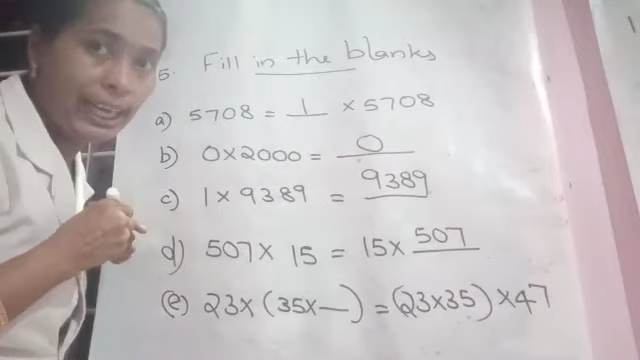 5. Fill in the blanks
a) 5708 = 1 × 5708
b) 0 × 2000 = 0
c) 1 × 9389 = 9389
d) 507 × 15 = 15 × 507
(e) 23 × (35 × —) = (23 × 35) × 47